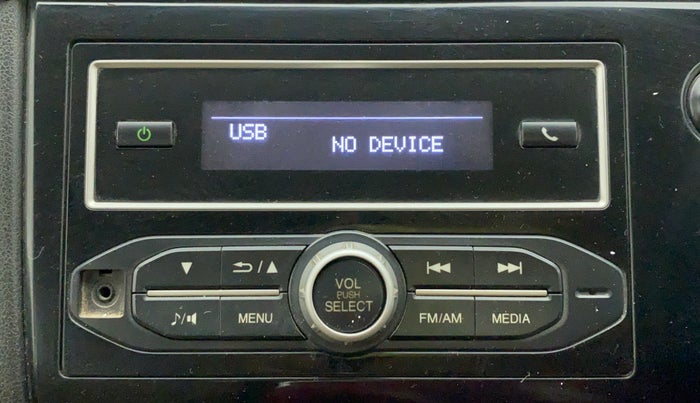 USB
NO DEVICE
VOL
PUSH
SELECT
MENU
FM/AM
MEDIA